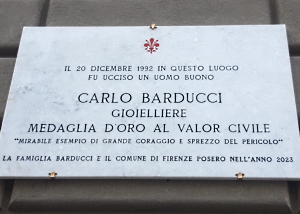 IL 20 DICEMBRE 1992 IN QUESTO LUOGO
FU UCCISO UN UOMO BUONO
CARLO BARDUCCI
GIOIELLIERE
MEDAGLIA D'ORO AL VALOR CIVILE
"MIRABILE ESEMPIO DI GRANDE CORAGGIO E SPREZZO DEL PERICOLO"
LA FAMIGLIA BARDUCCI E IL COMUNE DI FIRENZE POSERO NELL'ANNO 2023